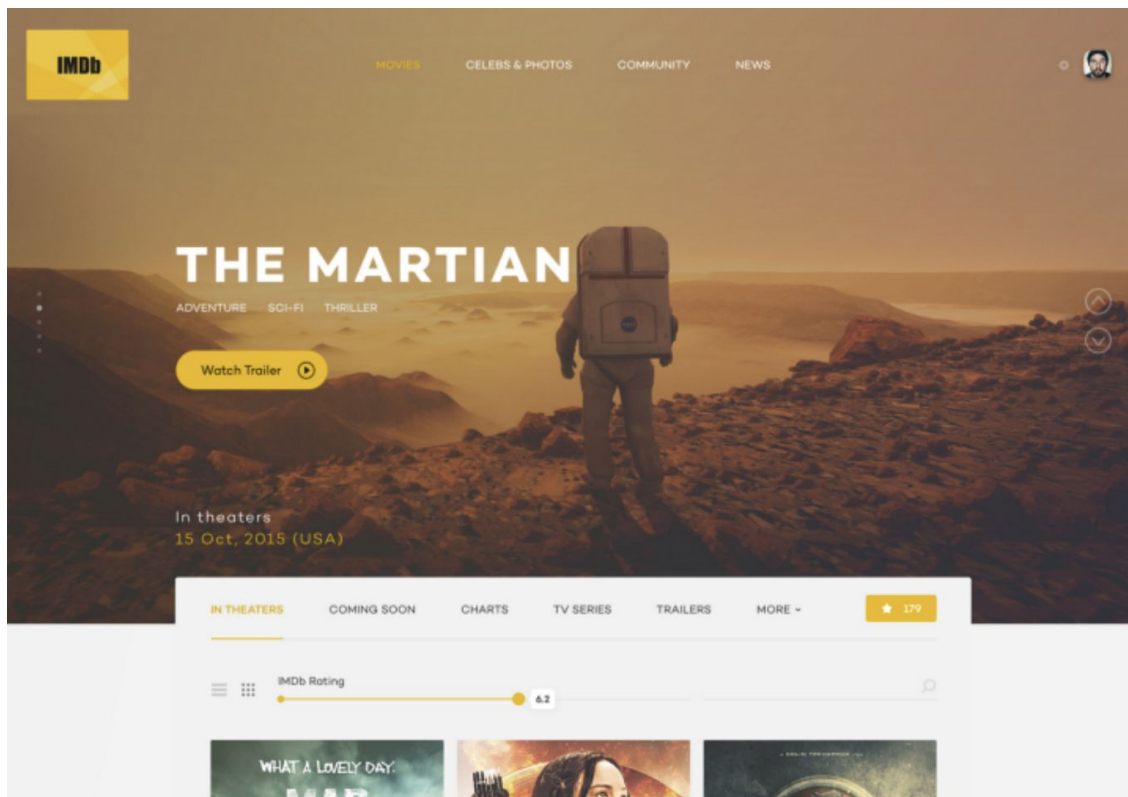 IMDb
MOVIES CELEBS & PHOTOS COMMUNITY NEWS
THE MARTIAN
ADVENTURE SCI-FI THRILLER
Watch Trailer
In theaters
15 Oct, 2015 (USA)
IN THEATERS COMING SOON CHARTS TV SERIES TRAILERS MORE 179
IMDb Rating
6.2
WHAT A LOVELY DAY.